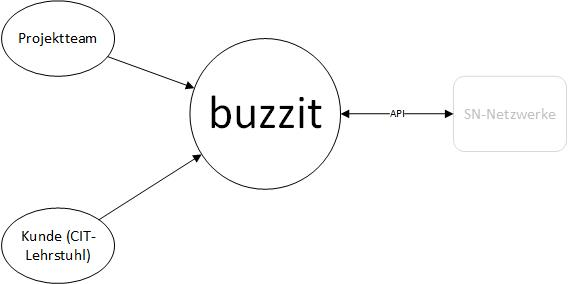 Projektteam
buzzit
API
SN-Netzwerke
Kunde (CIT-
Lehrstuhl)